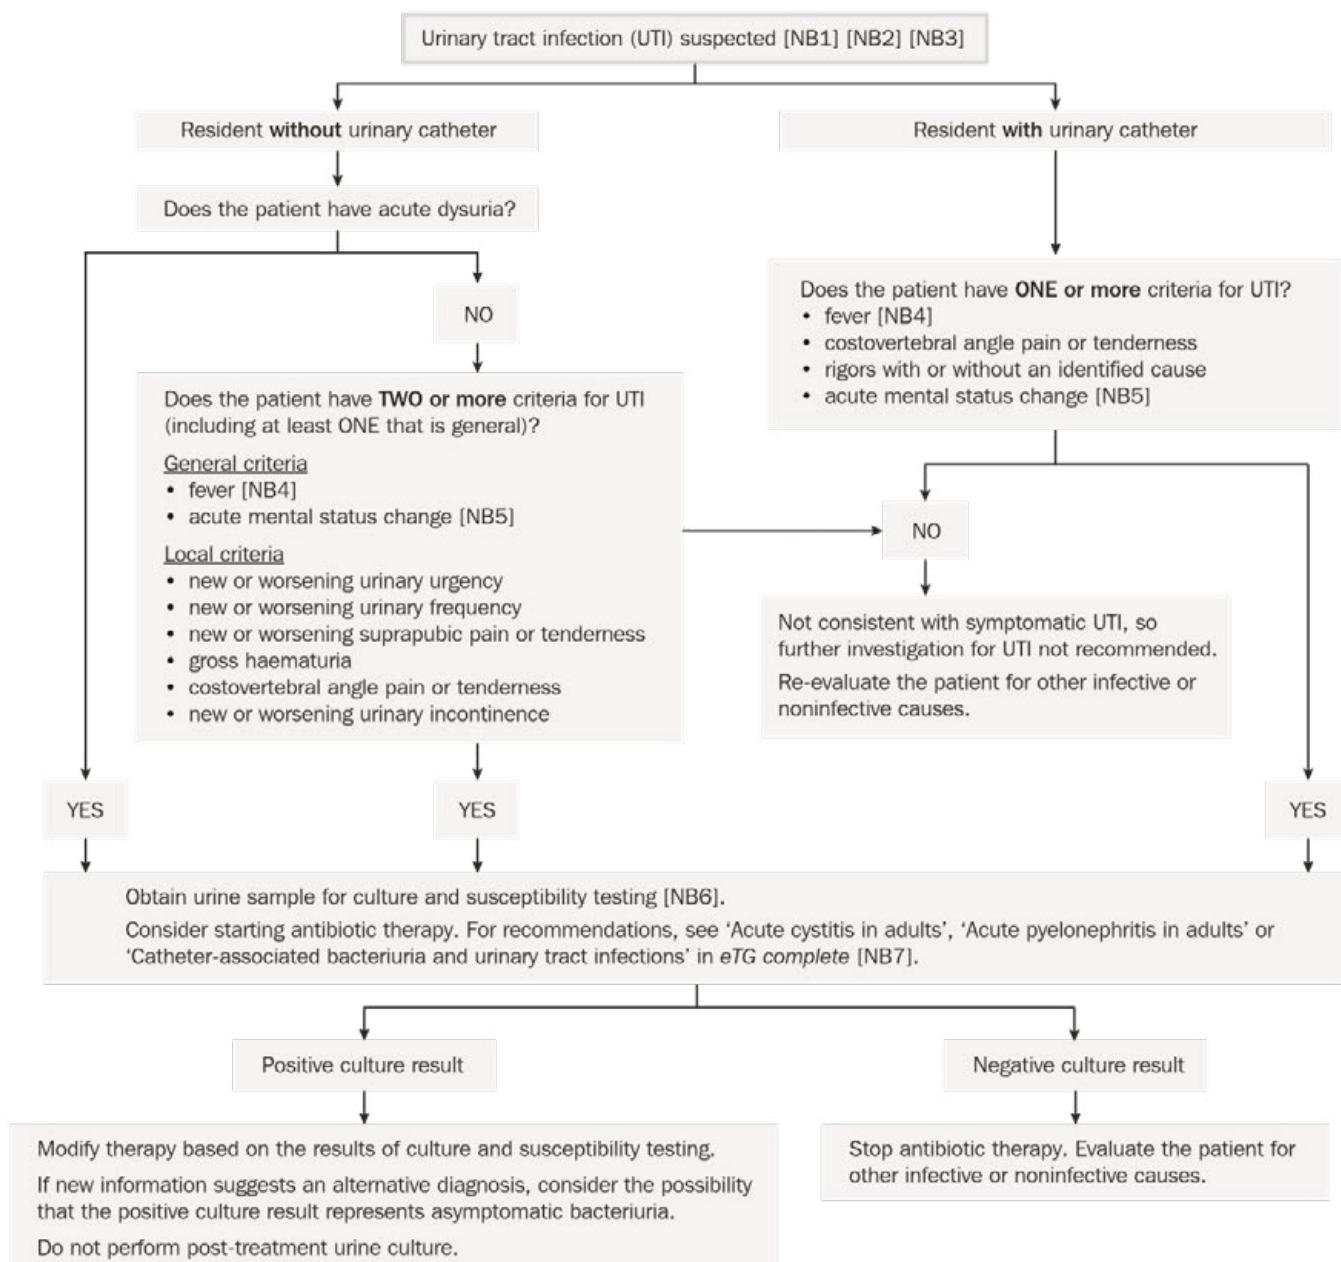 Urinary tract infection (UTI) suspected [NB1] [NB2] [NB3]
Resident without urinary catheter
Resident with urinary catheter
Does the patient have acute dysuria?
NO
Does the patient have TWO or more criteria for UTI
(including at least ONE that is general)?
General criteria
• fever [NB4]
• acute mental status change [NB5]
Local criteria
• new or worsening urinary urgency
• new or worsening urinary frequency
• new or worsening suprapubic pain or tenderness
• gross haematuria
• costovertebral angle pain or tenderness
• new or worsening urinary incontinence
Does the patient have ONE or more criteria for UTI?
• fever [NB4]
• costovertebral angle pain or tenderness
• rigors with or without an identified cause
• acute mental status change [NB5]
NO
Not consistent with symptomatic UTI, so
further investigation for UTI not recommended.
Re-evaluate the patient for other infective or
noninfective causes.
YES
YES
YES
Obtain urine sample for culture and susceptibility testing [NB6].
Consider starting antibiotic therapy. For recommendations, see ‘Acute cystitis in adults’, ‘Acute pyelonephritis in adults’ or
‘Catheter-associated bacteriuria and urinary tract infections’ in eTG complete [NB7].
Positive culture result
Negative culture result
Modify therapy based on the results of culture and susceptibility testing.
If new information suggests an alternative diagnosis, consider the possibility
that the positive culture result represents asymptomatic bacteriuria.
Do not perform post-treatment urine culture.
Stop antibiotic therapy. Evaluate the patient for
other infective or noninfective causes.